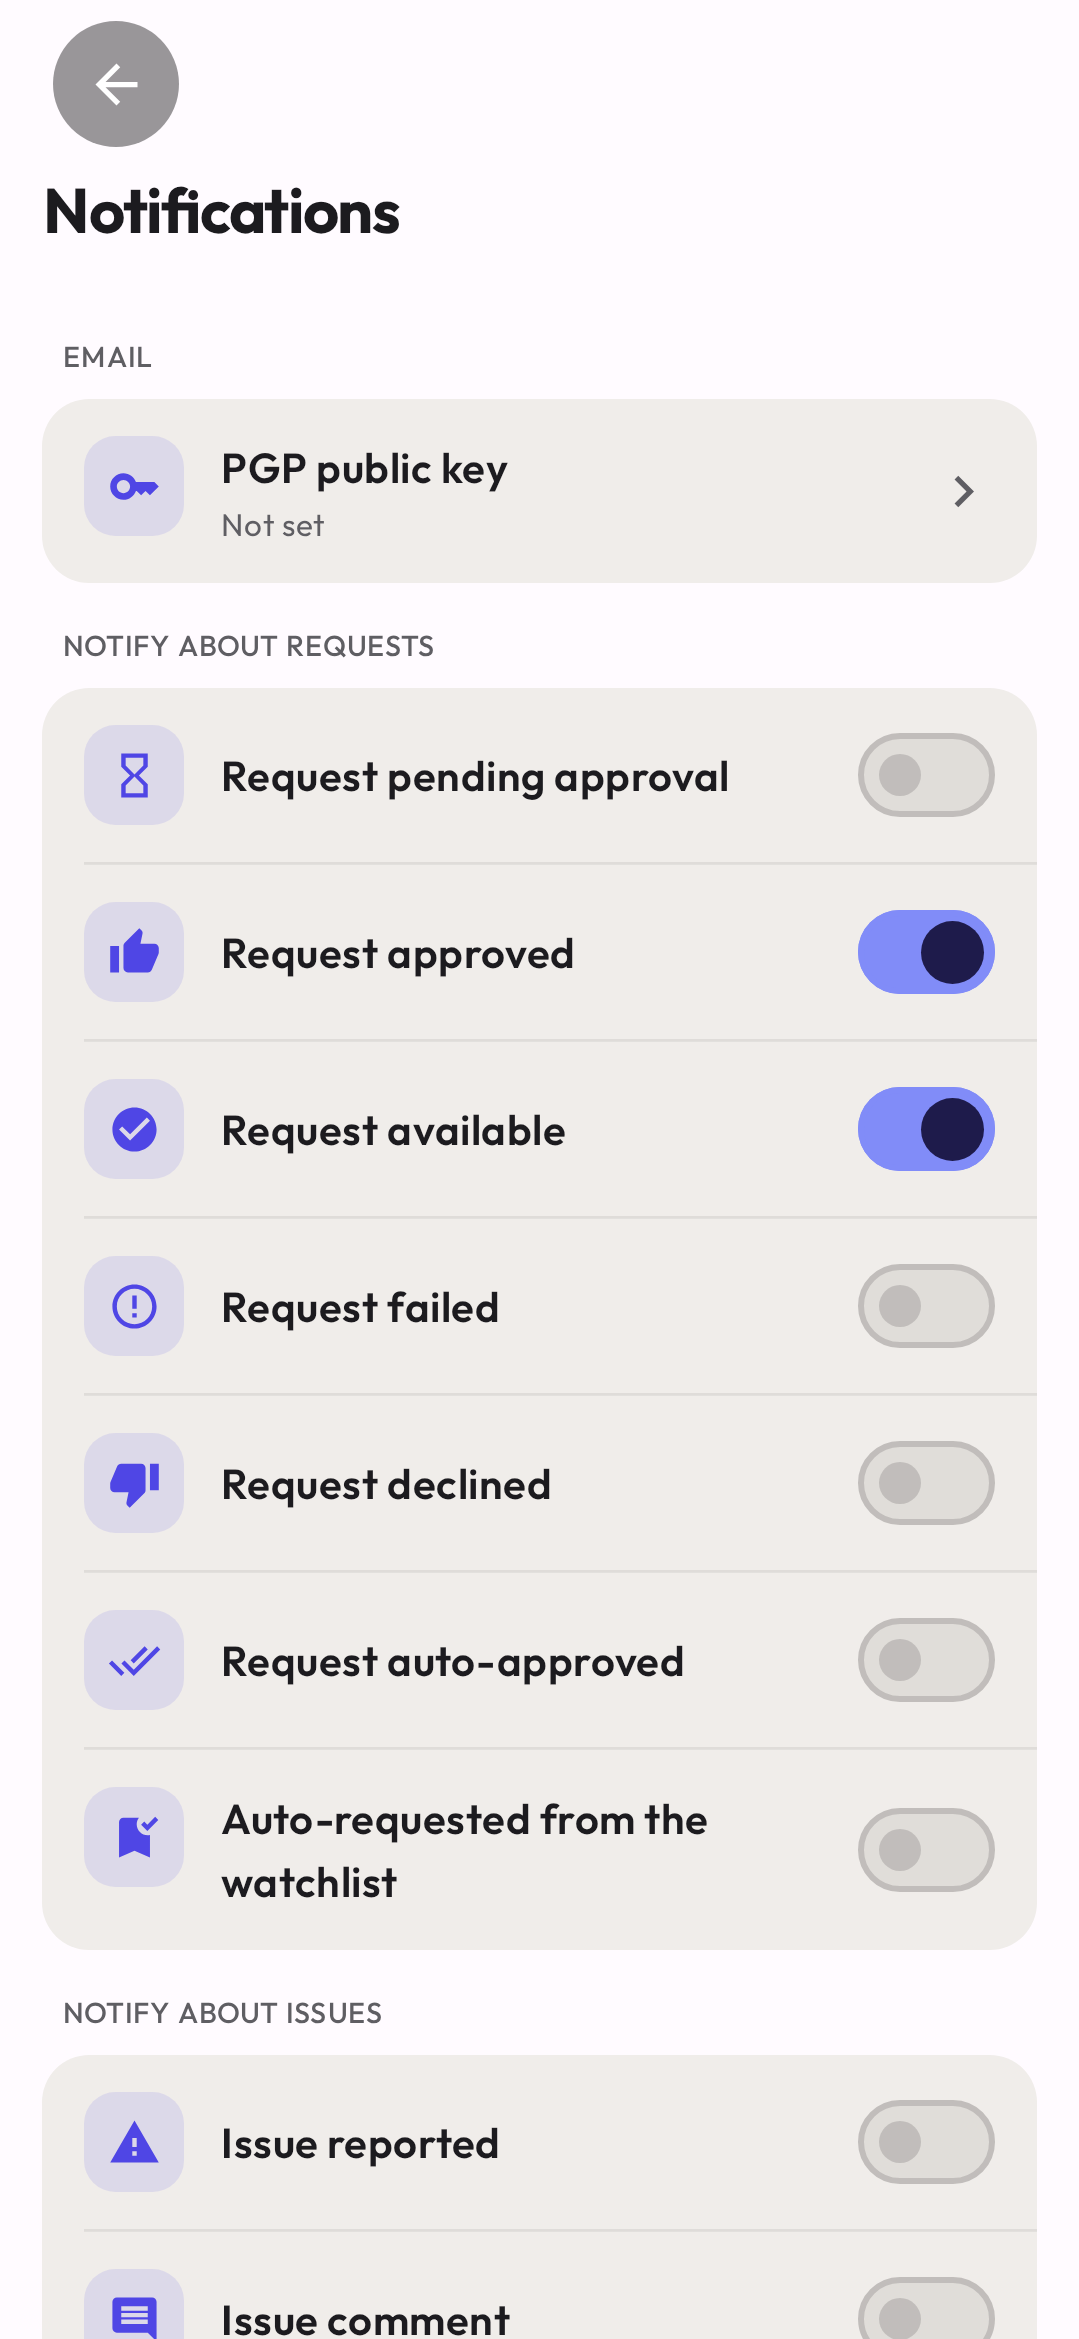 Notifications
EMAIL
PGP public key
Not set
NOTIFY ABOUT REQUESTS
Request pending approval
Request approved
Request available
Request failed
Request declined
Request auto-approved
Auto-requested from the
watchlist
NOTIFY ABOUT ISSUES
Issue reported
Issue comment